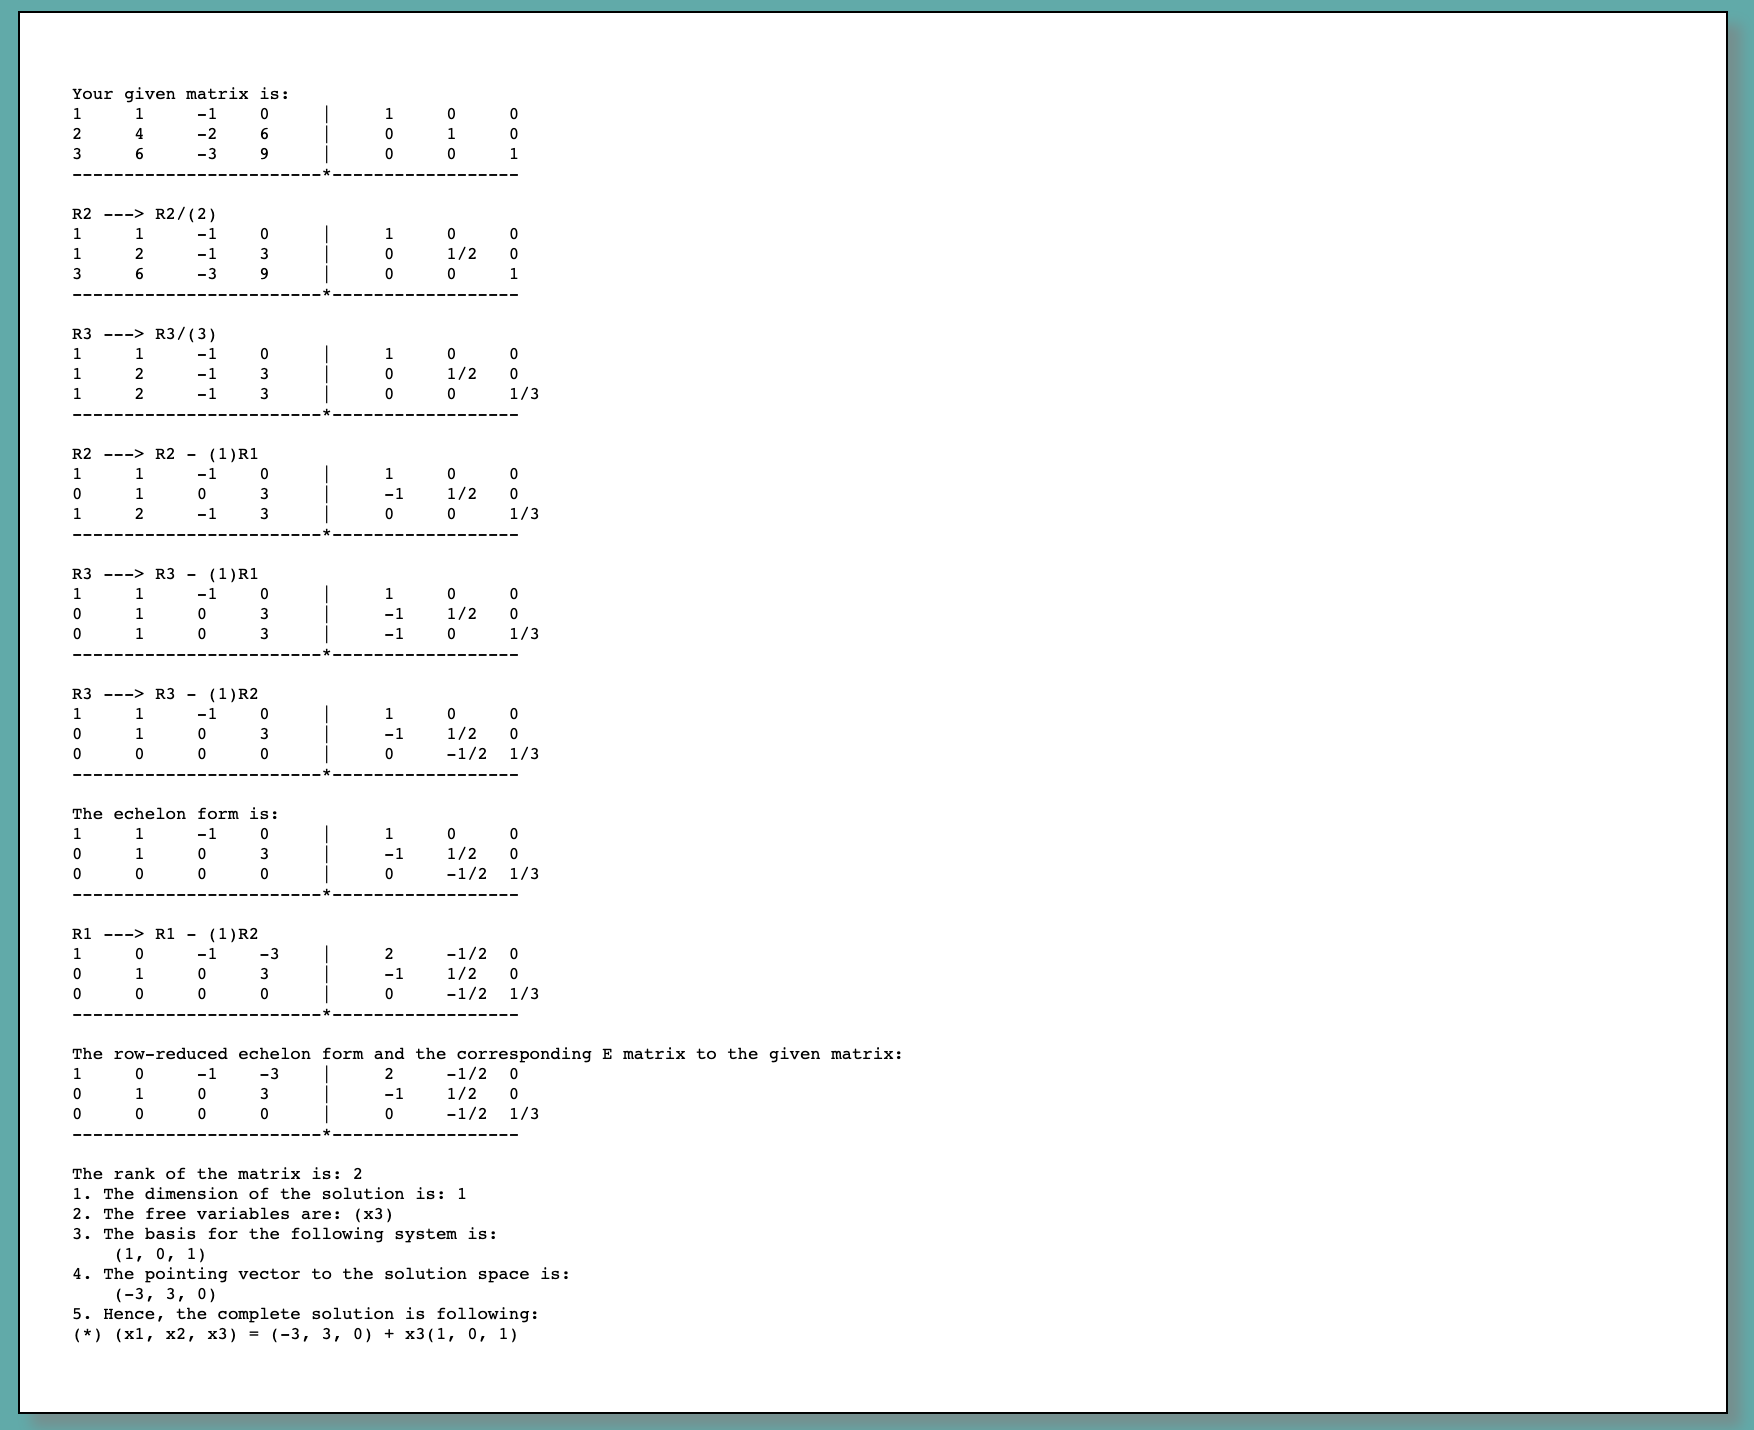 Your given matrix is:
1     1     -1    0     |     1     0     0
2     4     -2    6     |     0     1     0
3     6     -3    9     |     0     0     1
------------------------*------------------
R2 ---> R2/(2)
1     1     -1    0     |     1     0     0
1     2     -1    3     |     0     1/2   0
3     6     -3    9     |     0     0     1
------------------------*------------------
R3 ---> R3/(3)
1     1     -1    0     |     1     0     0
1     2     -1    3     |     0     1/2   0
1     2     -1    3     |     0     0     1/3
------------------------*------------------
R2 ---> R2 - (1)R1
1     1     -1    0     |     1     0     0
0     1     0     3     |     -1    1/2   0
1     2     -1    3     |     0     0     1/3
------------------------*------------------
R3 ---> R3 - (1)R1
1     1     -1    0     |     1     0     0
0     1     0     3     |     -1    1/2   0
0     1     0     3     |     -1    0     1/3
------------------------*------------------
R3 ---> R3 - (1)R2
1     1     -1    0     |     1     0     0
0     1     0     3     |     -1    1/2   0
0     0     0     0     |     0     -1/2  1/3
------------------------*------------------
The echelon form is:
1     1     -1    0     |     1     0     0
0     1     0     3     |     -1    1/2   0
0     0     0     0     |     0     -1/2  1/3
------------------------*------------------
R1 ---> R1 - (1)R2
1     0     -1    -3    |     2     -1/2  0
0     1     0     3     |     -1    1/2   0
0     0     0     0     |     0     -1/2  1/3
------------------------*------------------
The row-reduced echelon form and the corresponding E matrix to the given matrix:
1     0     -1    -3    |     2     -1/2  0
0     1     0     3     |     -1    1/2   0
0     0     0     0     |     0     -1/2  1/3
------------------------*------------------
The rank of the matrix is: 2
1. The dimension of the solution is: 1
2. The free variables are: (x3)
3. The basis for the following system is:
(1, 0, 1)
4. The pointing vector to the solution space is:
(-3, 3, 0)
5. Hence, the complete solution is following:
(*) (x1, x2, x3) = (-3, 3, 0) + x3(1, 0, 1)